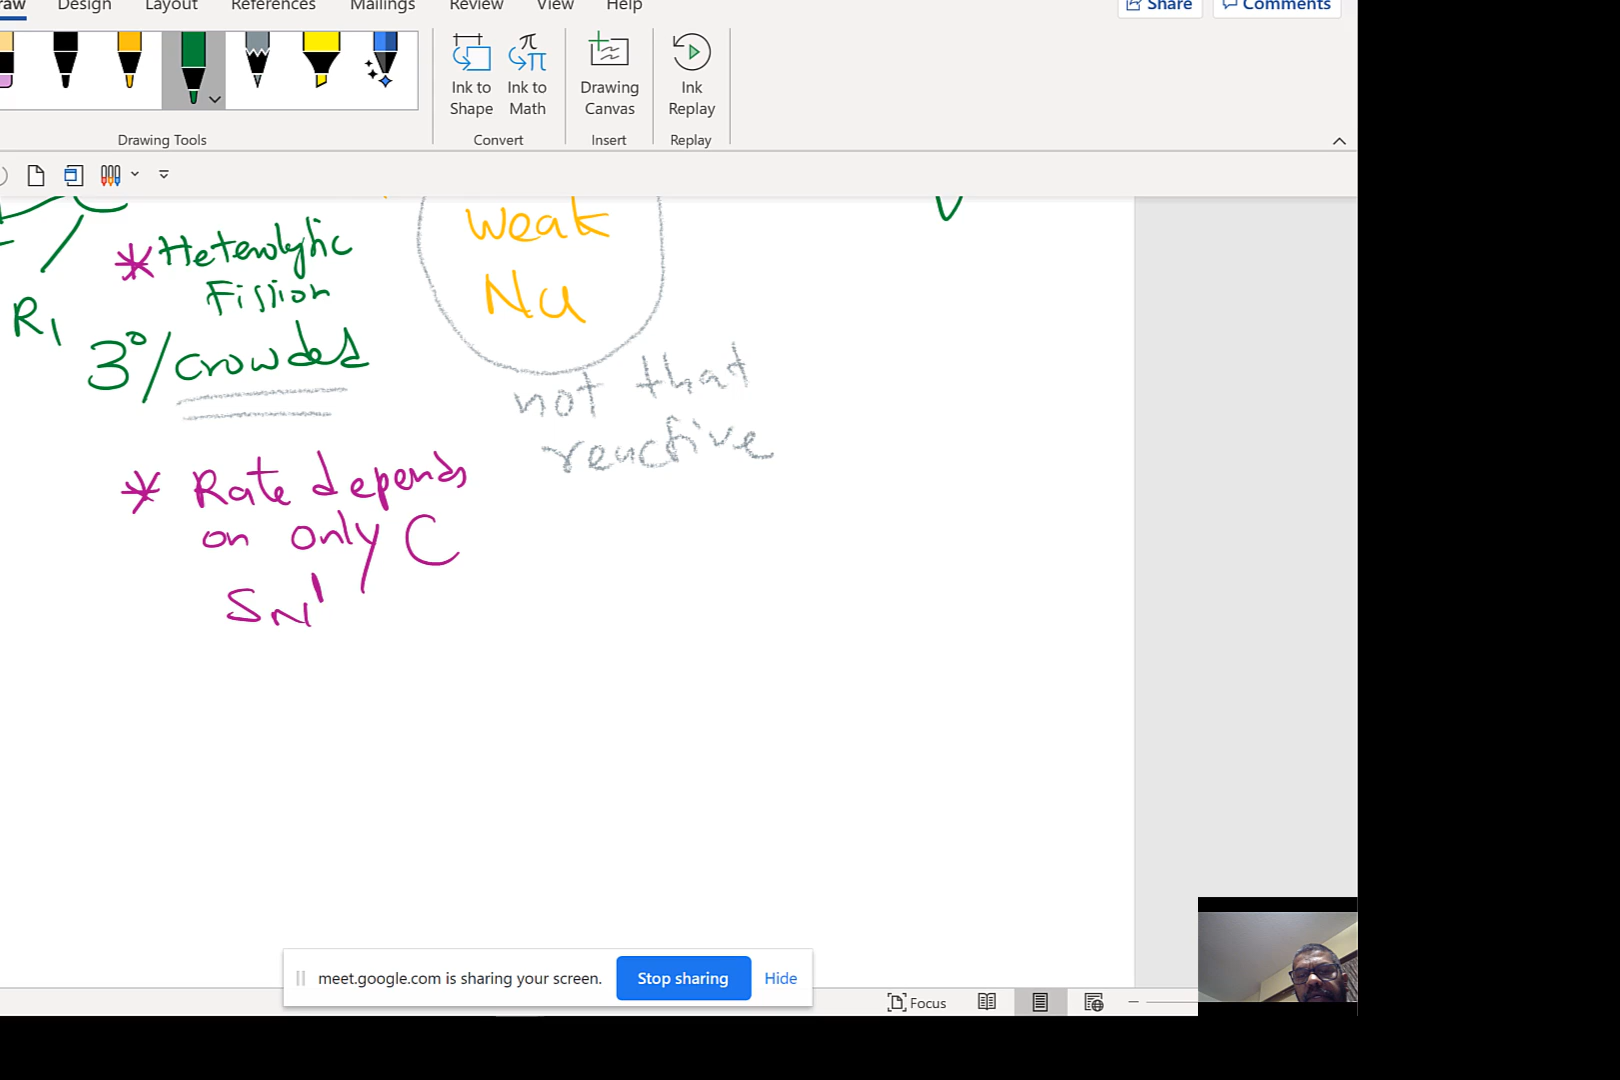 Design Layout References Mailings Review View Help Share Comments
Ink to Shape
Ink to Math
Drawing Canvas
Ink Replay
Drawing Tools Convert Insert Replay
* Heterolytic
Fission
R1
3°/crowded
weak
Nu
not that
reactive
* Rate depends
on only C
SN1
meet.google.com is sharing your screen. Stop sharing Hide
Focus